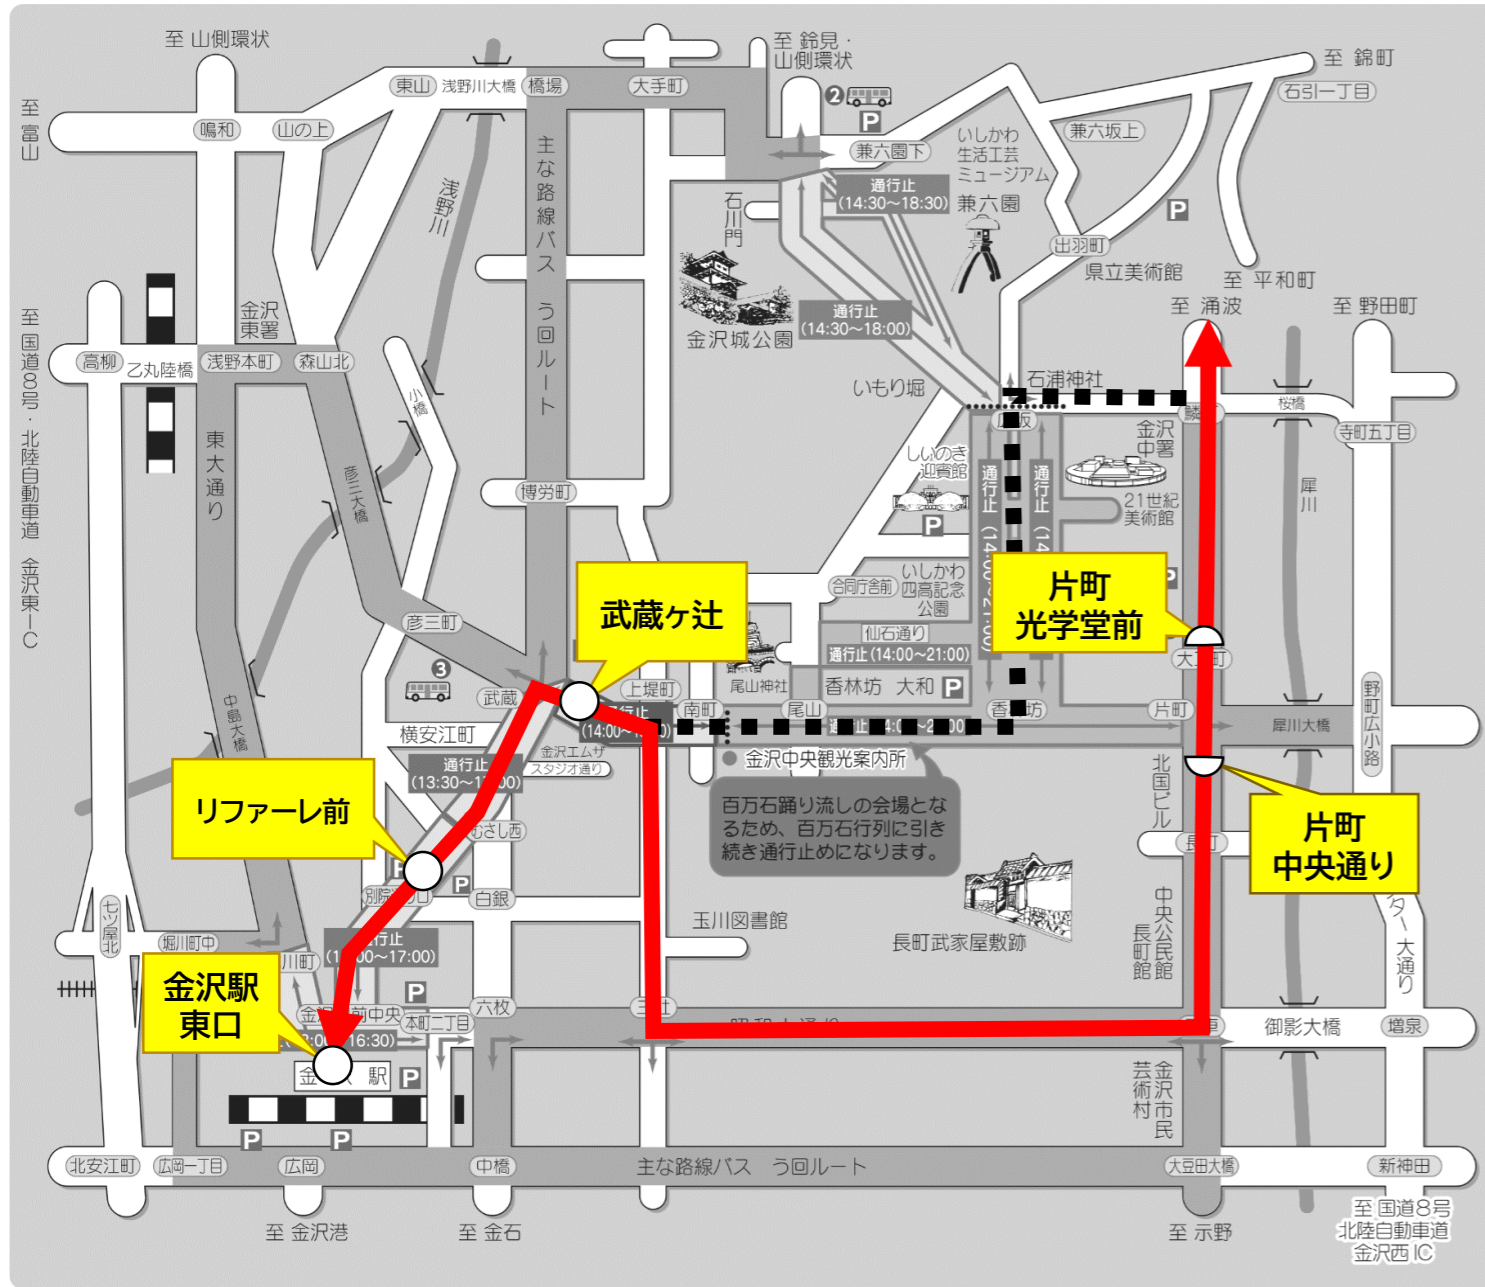 至 山側環状
至 鈴見・
山側環状
至 錦町
石引一丁目
東山
浅野川大橋
橋場
大手町
❷
P
至 富山
鳴和
山の上
兼六園下
兼六坂上
いしかわ
生活工芸
ミュージアム
主な路線バス う回ルート
浅野川
石川門
通行止
(14:30〜18:30)
兼六園
P
出羽町
県立美術館
至 平和町
至 国道8号・北陸自動車道 金沢東IC
金沢
東署
高柳
乙丸陸橋
浅野本町
森山北
通行止
(14:30〜18:00)
金沢城公園
至 涌波
至 野田町
いもり堀
石浦神社
小橋
桜橋
寺町五丁目
東大通り
彦三大橋
金沢
中署
しいのき
迎賓館
P
通行止
通行止
博労町
21世紀
美術館
犀川
合同庁舎前
いしかわ
四高記念
公園
片町
光学堂前
武蔵ヶ辻
彦三町
仙石通り
通行止(14:00〜21:00)
❸
武蔵
上堤町
尾山神社
香林坊 大和
P
中島大橋
南町
尾山
片町
犀川大橋
野町広小路
横安江町
金沢エムザ
スタジオ通り
金沢中央観光案内所
通行止
リファーレ前
むさし西
百万石踊り流しの会場とな
るため、百万石行列に引き
続き通行止めになります。
北国ビル
片町
中央通り
長町
P
白銀
七ツ屋北
堀川町中
玉川図書館
長町武家屋敷跡
中央公民館
長町館
金沢駅
東口
P
本町二丁目
六枚
御影大橋
増泉
P
金沢市民
芸術村
P
P
北安江町
広岡一丁目
広岡
中橋
主な路線バス う回ルート
大豆田大橋
新神田
至 金沢港
至 金石
至 示野
至 国道8号
北陸自動車道
金沢西IC